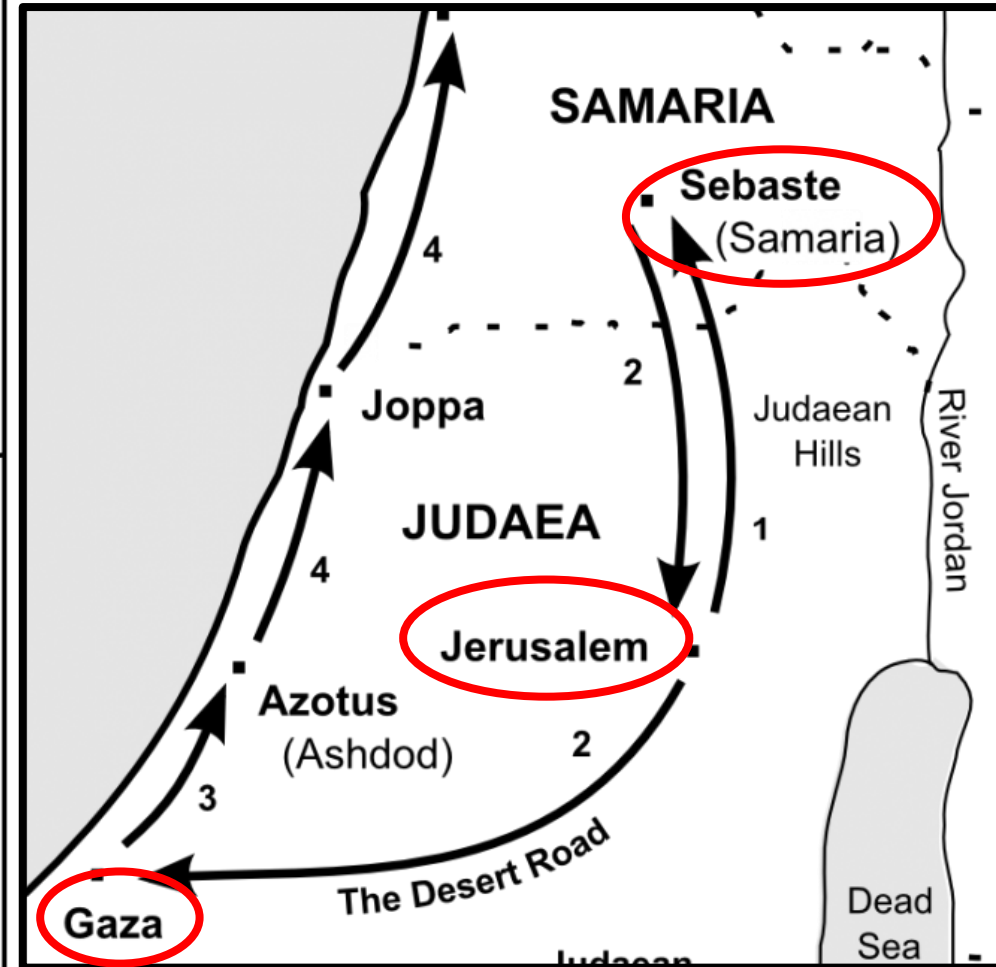 SAMARIA
Sebaste
(Samaria)
4
2
Joppa
Judaean
Hills
River Jordan
JUDAEA
1
4
Jerusalem
Azotus
(Ashdod)
2
3
The Desert Road
Gaza
Dead
Sea
Judaean